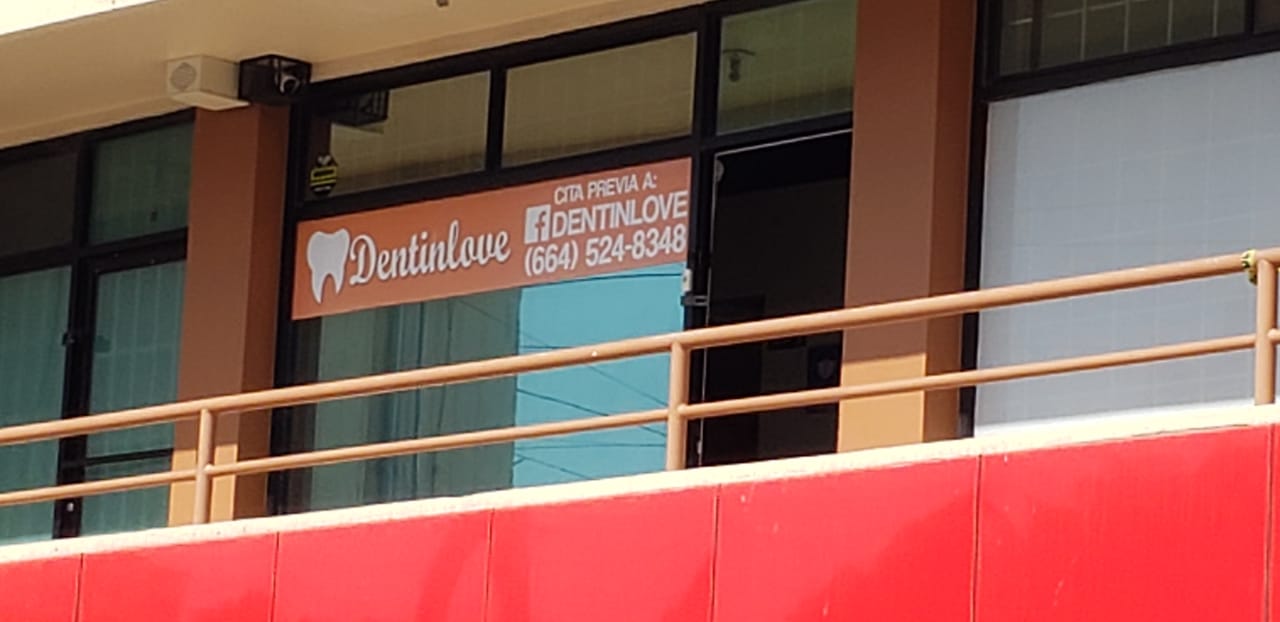 Dentinlove
CITA PREVIA A:
DENTINLOVE
(664) 524-8348